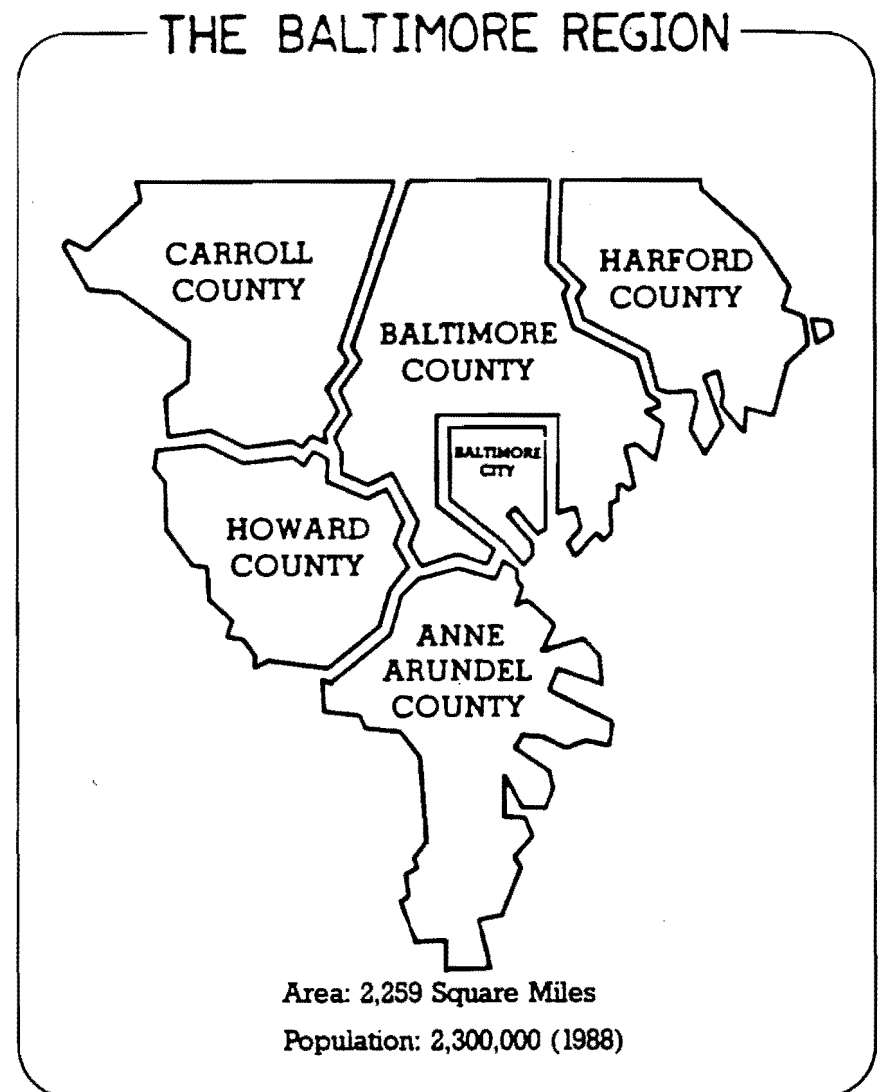 THE BALTIMORE REGION
CARROLL
COUNTY
HARFORD
COUNTY
BALTIMORE
COUNTY
BALTIMORE
CITY
HOWARD
COUNTY
ANNE
ARUNDEL
COUNTY
Area: 2,259 Square Miles
Population: 2,300,000 (1988)